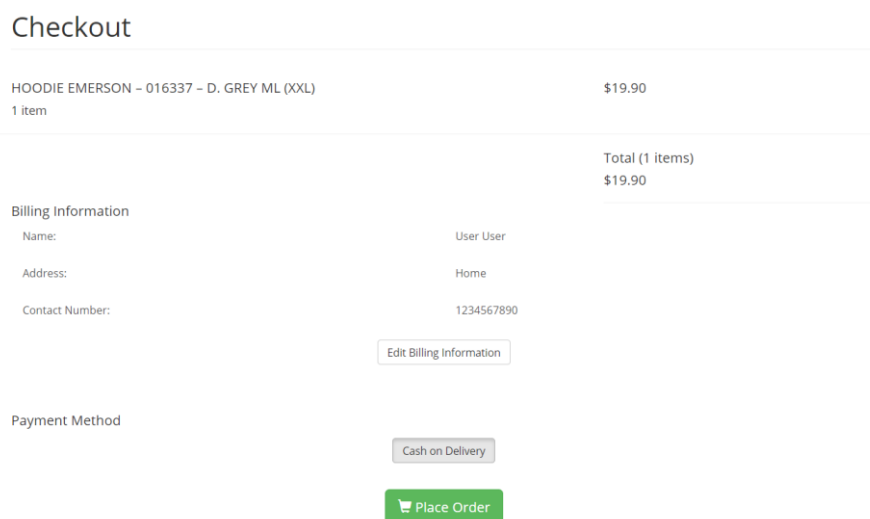 Checkout
HOODIE EMERSON – 016337 – D. GREY ML (XXL) $19.90
1 item
Total (1 items)
$19.90
Billing Information
Name: User User
Address: Home
Contact Number: 1234567890
Edit Billing Information
Payment Method
Cash on Delivery
Place Order